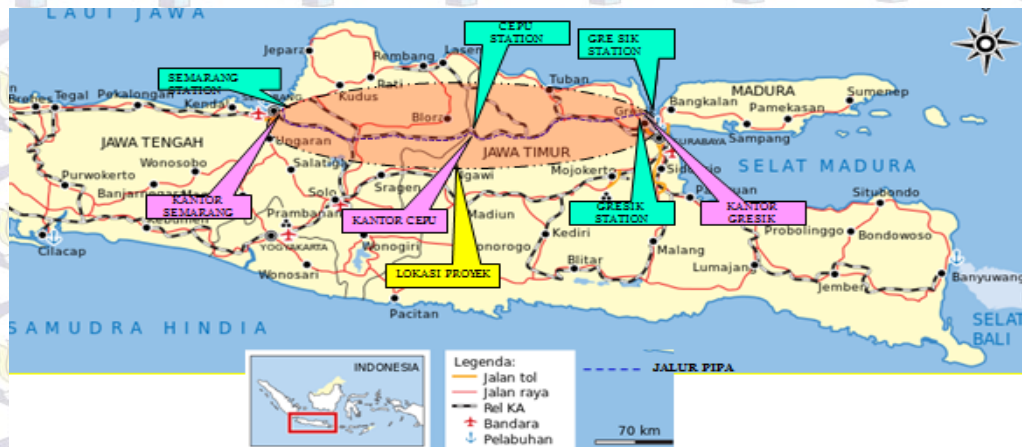 LAUT JAWA
CEPU
STATION
GRE SIK
STATION
SEMARANG
STATION
Jepara
Rembang
Lasem
Pati
Kudus
Tuban
Brebes
Tegal
Pekalongan
Kendal
Blora
Bangkalan
MADURA
Sumenep
Pamekasan
Sampang
SURABAYA
JAWA TENGAH
Ungaran
JAWA TIMUR
SELAT MADURA
Wonosobo
Salatiga
Ngawi
Mojokerto
Sidoarjo
Purwokerto
Banjarnegara
Solo
Sragen
Situbondo
KANTOR
SEMARANG
Prambanan
KANTOR CEPU
Madiun
GRESIK
STATION
KANTOR
GRESIK
Kebumen
Cilacap
YOGYAKARTA
Wonogiri
Ponorogo
Kediri
Malang
Probolinggo
Bondowoso
Wonosari
LOKASI PROYEK
Blitar
Lumajang
Jember
Banyuwang
Pacitan
SAMUDRA HINDIA
SELAT
BALI
INDONESIA
Legenda:
Jalan tol
Jalan raya
Rel KA
Bandara
Pelabuhan
JALUR PIPA
70 km